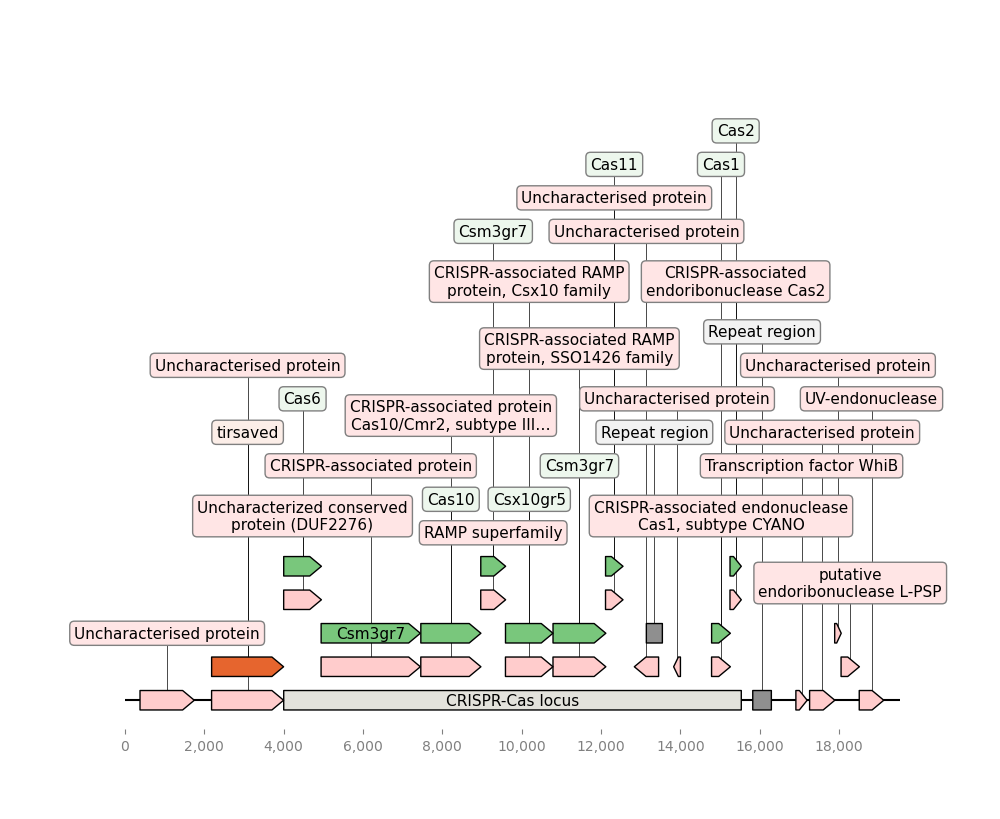 Cas2
Cas11
Cas1
Uncharacterised protein
Csm3gr7
Uncharacterised protein
CRISPR-associated RAMP
protein, Csx10 family
CRISPR-associated
endoribonuclease Cas2
Repeat region
CRISPR-associated RAMP
protein, SSO1426 family
Uncharacterised protein
Uncharacterised protein
Cas6
Uncharacterised protein
UV-endonuclease
CRISPR-associated protein
Cas10/Cmr2, subtype III...
tirsaved
Repeat region
Uncharacterised protein
CRISPR-associated protein
Csm3gr7
Transcription factor WhiB
Cas10
Csx10gr5
Uncharacterized conserved
protein (DUF2276)
CRISPR-associated endonuclease
Cas1, subtype CYANO
RAMP superfamily
putative
endoribonuclease L-PSP
Uncharacterised protein
Csm3gr7
CRISPR-Cas locus
0 2,000 4,000 6,000 8,000 10,000 12,000 14,000 16,000 18,000